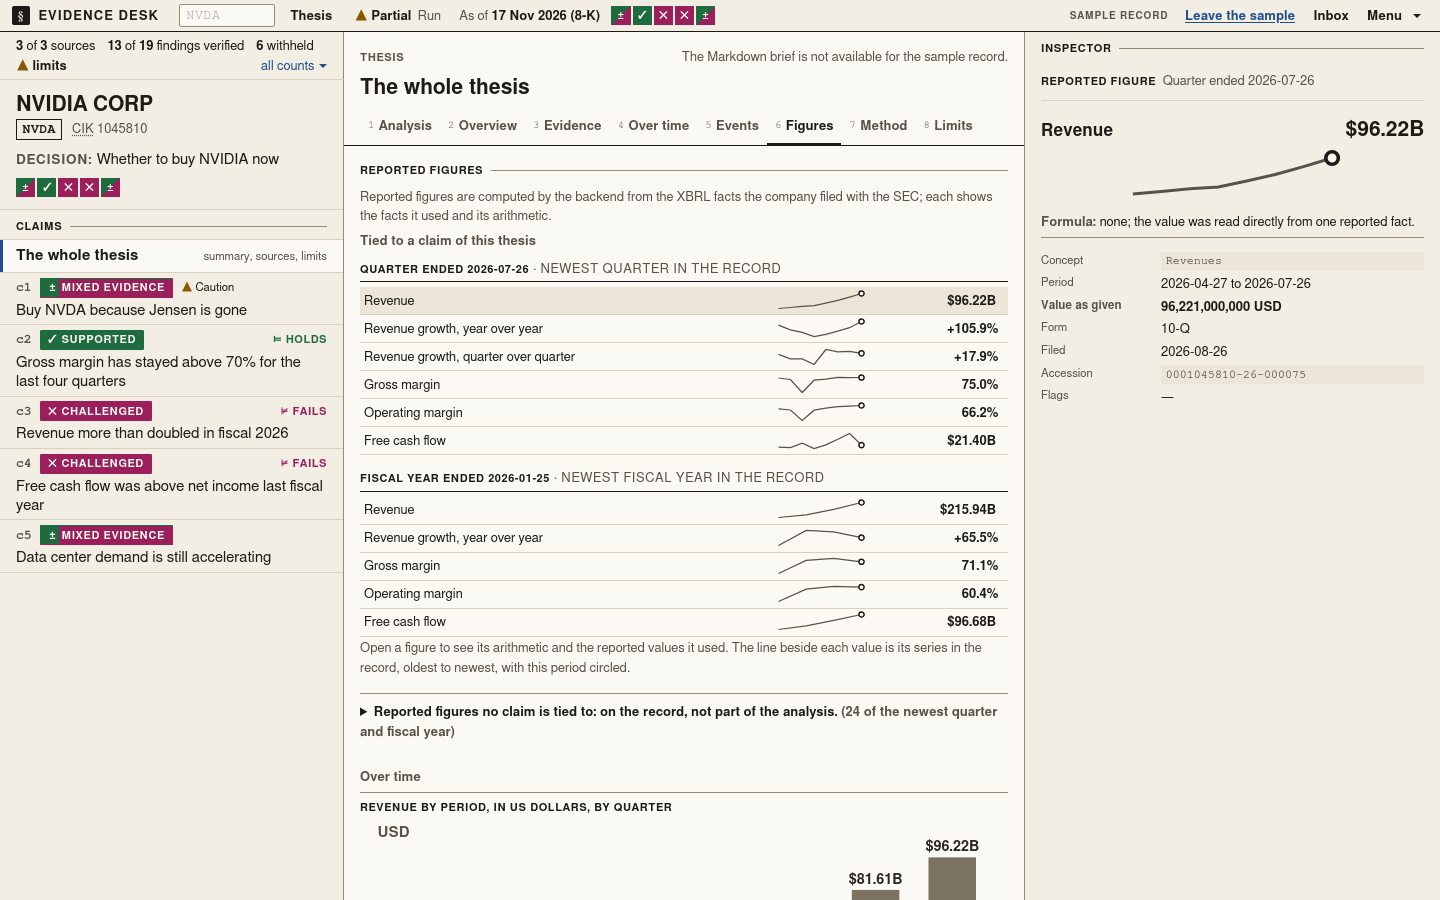 § EVIDENCE DESK NVDA Thesis Partial Run As of 17 Nov 2026 (8-K) ± ✓ ✕ ✕ ± SAMPLE RECORD Leave the sample Inbox Menu
3 of 3 sources 13 of 19 findings verified 6 withheld
limits all counts
NVIDIA CORP
NVDA CIK 1045810
DECISION: Whether to buy NVIDIA now
± ✓ ✕ ✕ ±
CLAIMS
The whole thesis summary, sources, limits
c1 ± MIXED EVIDENCE Caution
Buy NVDA because Jensen is gone
c2 ✓ SUPPORTED ⊨ HOLDS
Gross margin has stayed above 70% for the
last four quarters
c3 ✕ CHALLENGED ⊭ FAILS
Revenue more than doubled in fiscal 2026
c4 ✕ CHALLENGED ⊭ FAILS
Free cash flow was above net income last fiscal
year
c5 ± MIXED EVIDENCE
Data center demand is still accelerating
THESIS The Markdown brief is not available for the sample record.
The whole thesis
1 Analysis 2 Overview 3 Evidence 4 Over time 5 Events 6 Figures 7 Method 8 Limits
REPORTED FIGURES
Reported figures are computed by the backend from the XBRL facts the company filed with the SEC; each shows
the facts it used and its arithmetic.
Tied to a claim of this thesis
QUARTER ENDED 2026-07-26 · NEWEST QUARTER IN THE RECORD
Revenue $96.22B
Revenue growth, year over year +105.9%
Revenue growth, quarter over quarter +17.9%
Gross margin 75.0%
Operating margin 66.2%
Free cash flow $21.40B
FISCAL YEAR ENDED 2026-01-25 · NEWEST FISCAL YEAR IN THE RECORD
Revenue $215.94B
Revenue growth, year over year +65.5%
Gross margin 71.1%
Operating margin 60.4%
Free cash flow $96.68B
Open a figure to see its arithmetic and the reported values it used. The line beside each value is its series in the
record, oldest to newest, with this period circled.
Reported figures no claim is tied to: on the record, not part of the analysis. (24 of the newest quarter
and fiscal year)
Over time
REVENUE BY PERIOD, IN US DOLLARS, BY QUARTER
USD
$96.22B
$81.61B
INSPECTOR
REPORTED FIGURE Quarter ended 2026-07-26
Revenue $96.22B
Formula: none; the value was read directly from one reported fact.
Concept Revenues
Period 2026-04-27 to 2026-07-26
Value as given 96,221,000,000 USD
Form 10-Q
Filed 2026-08-26
Accession 0001045810-26-000075
Flags —